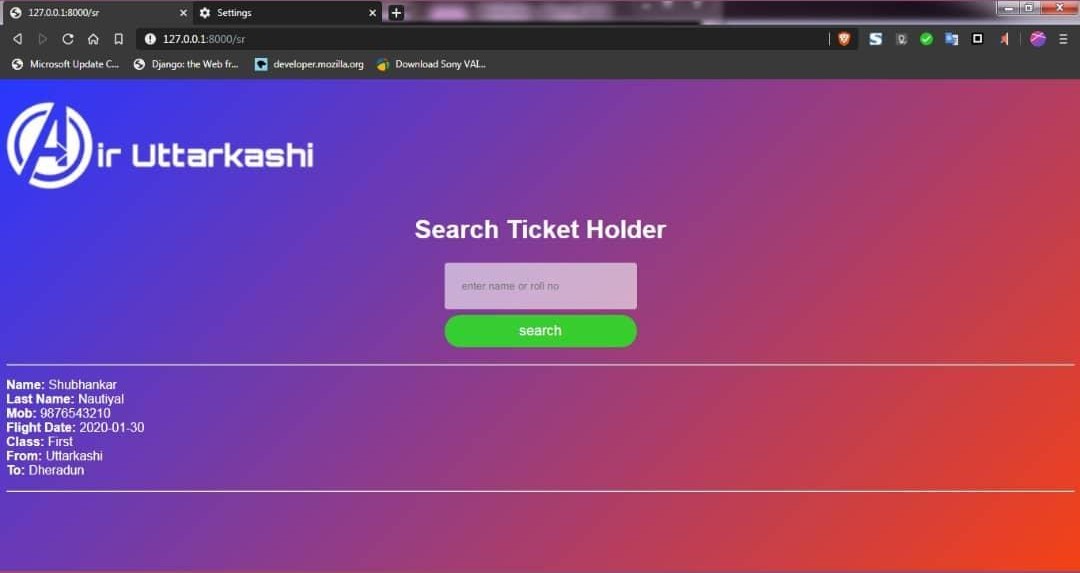 127.0.0.1:8000/sr
Settings
127.0.0.1:8000/sr
Microsoft Update C...
Django: the Web fr...
developer.mozilla.org
Download Sony VAI...
Air Uttarkashi
Search Ticket Holder
enter name or roll no
search
Name: Shubhankar
Last Name: Nautiyal
Mob: 9876543210
Flight Date: 2020-01-30
Class: First
From: Uttarkashi
To: Dheradun